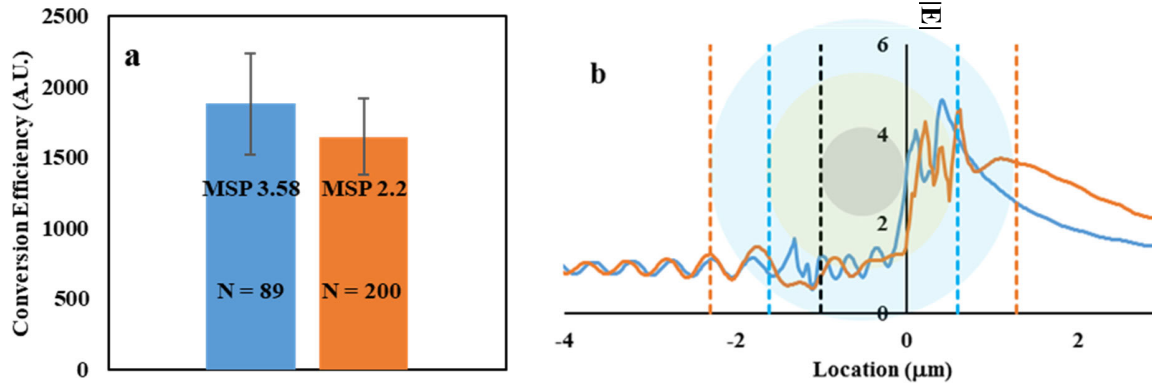 a
Conversion Efficiency (A.U.)
2500
2000
1500
1000
500
0
MSP 3.58
MSP 2.2
N = 89
N = 200
b
|E|
6
4
2
0
-4
-2
0
2
Location (μm)